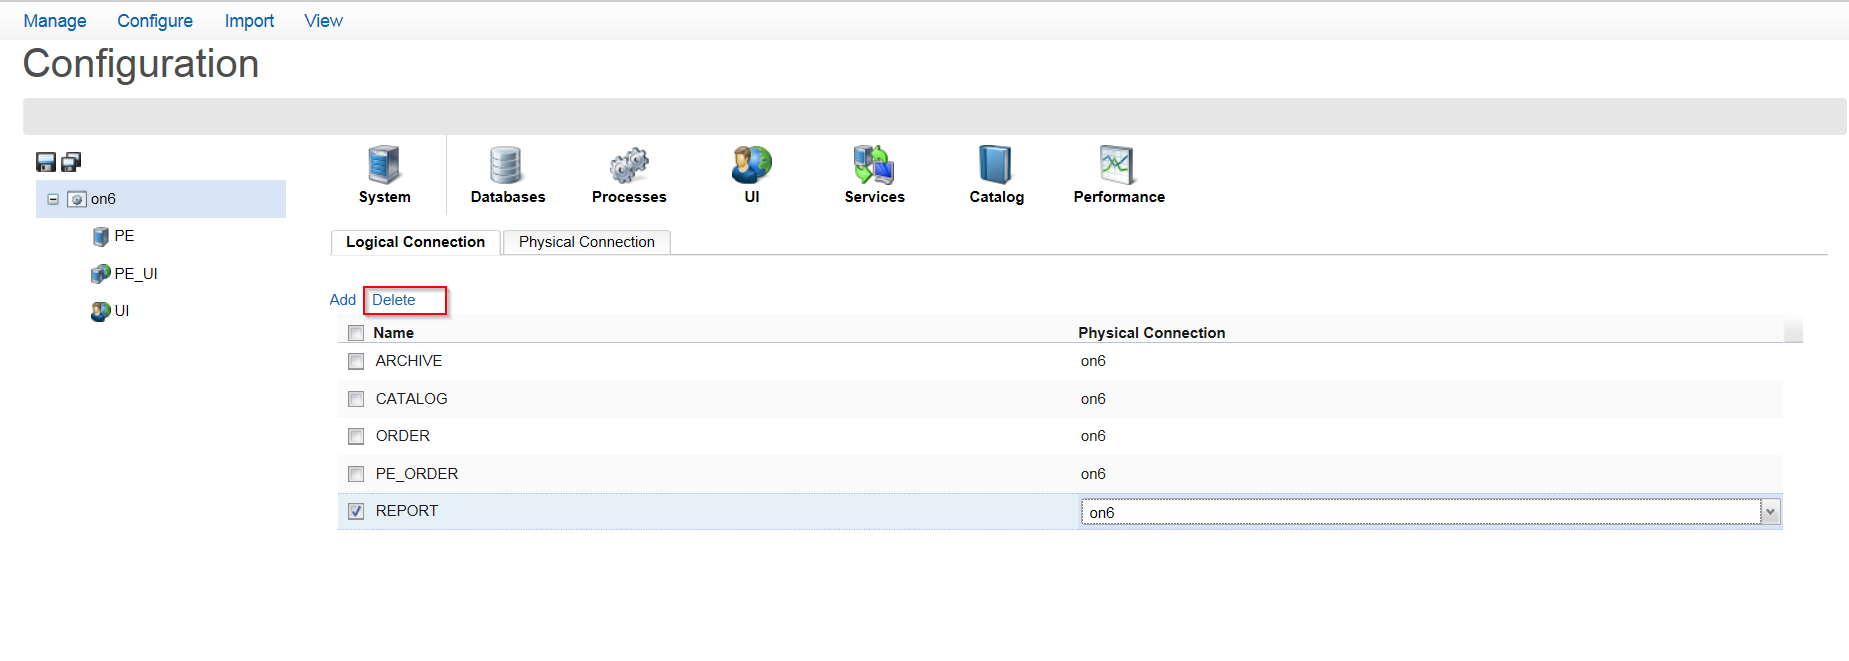 Manage Configure Import View
Configuration
System Databases Processes UI Services Catalog Performance
on6
PE
PE_UI
UI
Logical Connection Physical Connection
Add Delete
Name Physical Connection
ARCHIVE on6
CATALOG on6
ORDER on6
PE_ORDER on6
REPORT on6